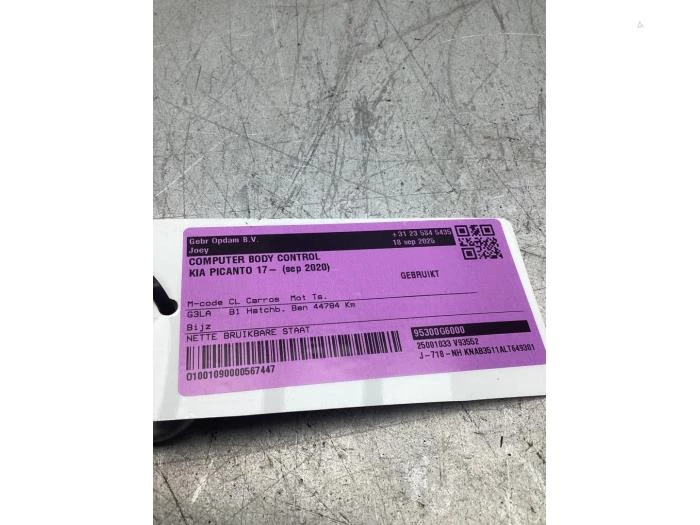 Gebr Opdam B.V. +31 23 584 5435
Joey 18 sep 2025
COMPUTER BODY CONTROL
KIA PICANTO 17- (sep 2020) GEBRUIKT
M-code CL Carros Mot Ts.
G3LA B1 Hatchb. Ben 44784 Km
Bijz
NETTE BRUIKBARE STAAT 95300G6000
25001033 V93552
01001090000567447 J-718-NH KNAB3511ALT649301